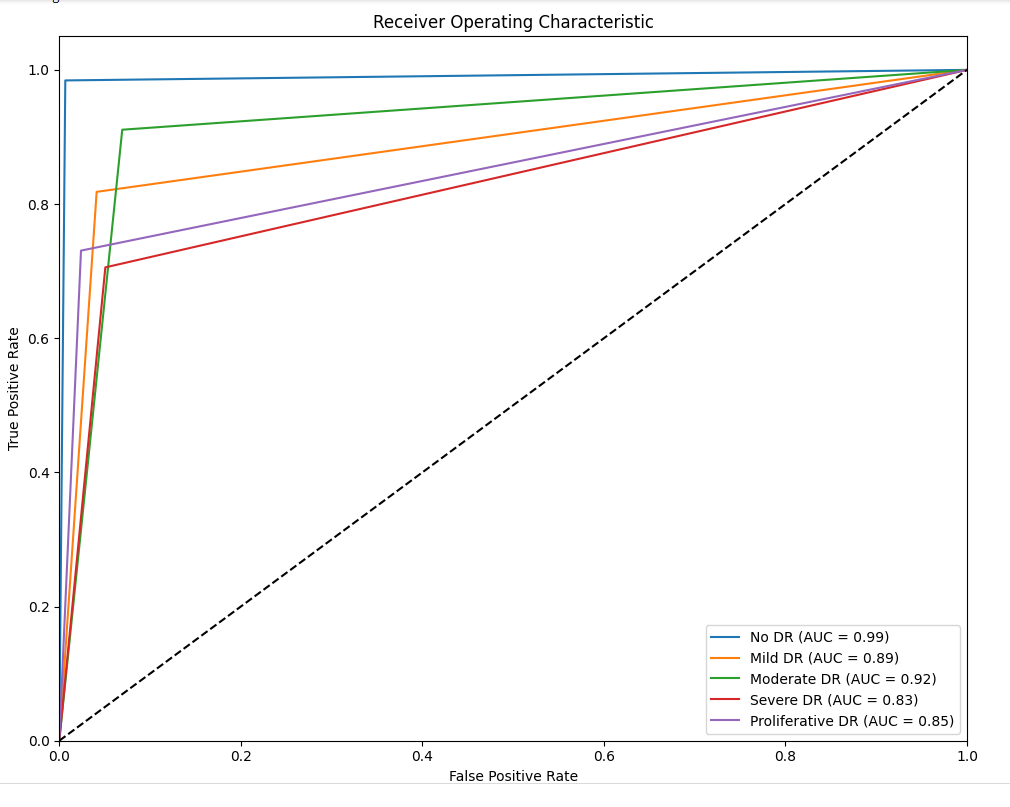 Receiver Operating Characteristic
True Positive Rate
1.0
0.8
0.6
0.4
0.2
0.0
0.0 0.2 0.4 0.6 0.8 1.0
False Positive Rate
No DR (AUC = 0.99)
Mild DR (AUC = 0.89)
Moderate DR (AUC = 0.92)
Severe DR (AUC = 0.83)
Proliferative DR (AUC = 0.85)